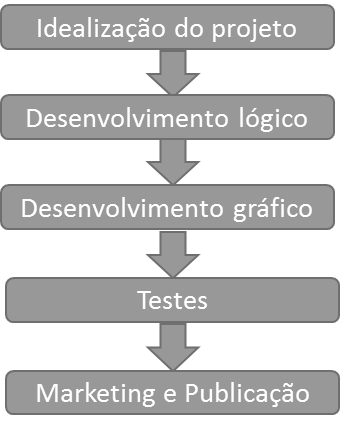 Idealização do projeto
Desenvolvimento lógico
Desenvolvimento gráfico
Testes
Marketing e Publicação